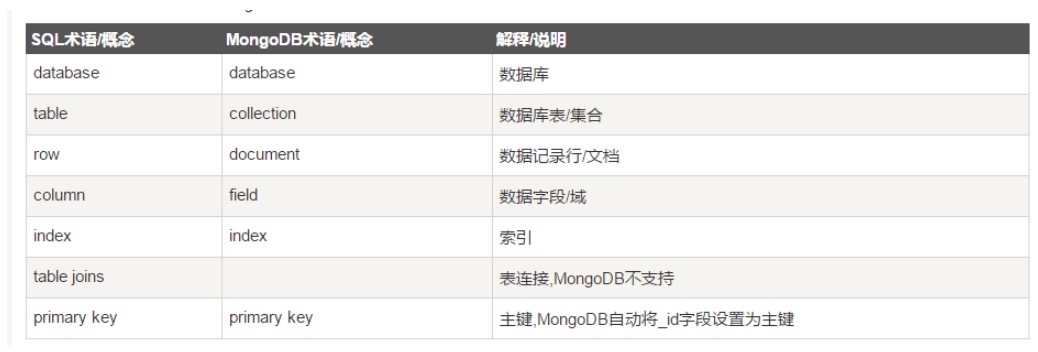 SQL术语/概念 MongoDB术语/概念 解释/说明
database database 数据库
table collection 数据库表/集合
row document 数据记录行/文档
column field 数据字段/域
index index 索引
table joins 表连接,MongoDB不支持
primary key primary key 主键,MongoDB自动将_id字段设置为主键